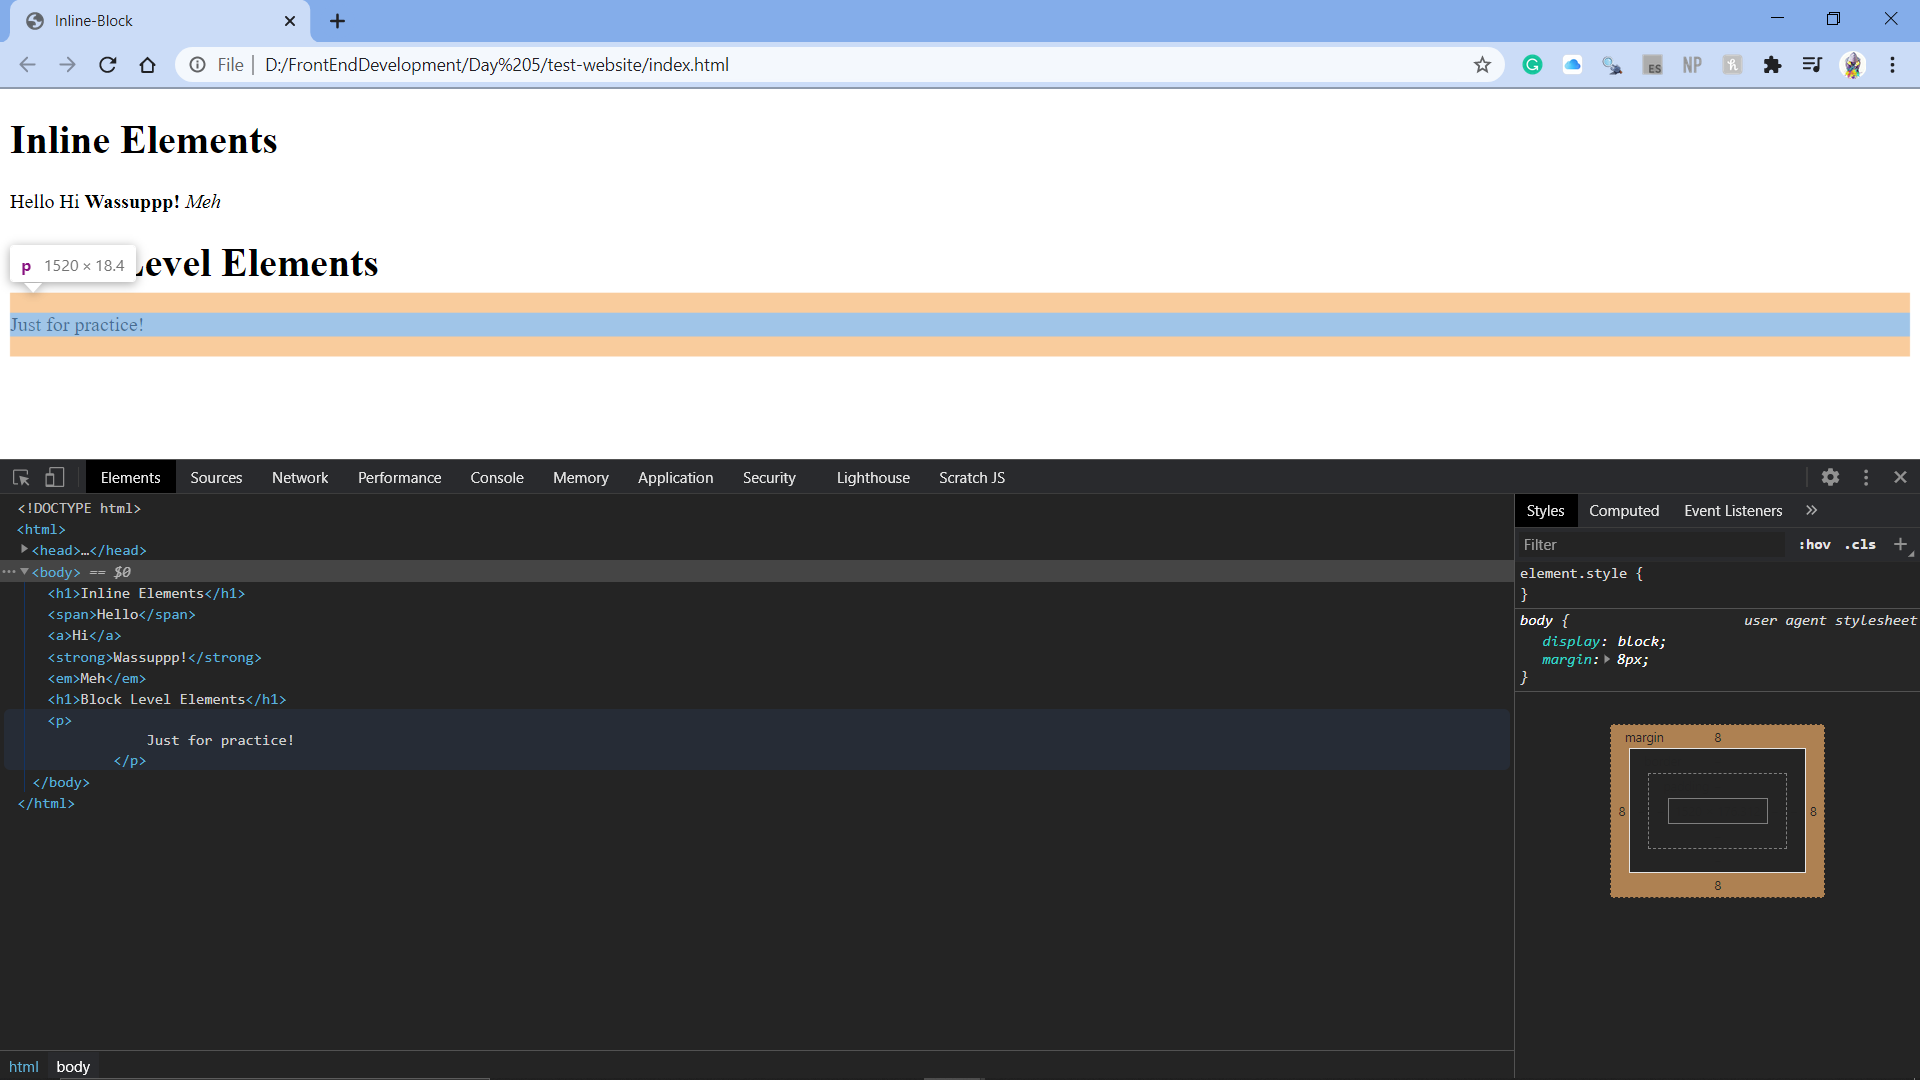 Inline-Block
File D:/FrontEndDevelopment/Day%205/test-website/index.html
ES NP
Inline Elements
Hello Hi Wassuppp! Meh
Level Elements
p 1520 × 18.4
Just for practice!
Elements Sources Network Performance Console Memory Application Security Lighthouse Scratch JS
<!DOCTYPE html>
<html>
<head>…</head>
<body> == $0
<h1>Inline Elements</h1>
<span>Hello</span>
<a>Hi</a>
<strong>Wassuppp!</strong>
<em>Meh</em>
<h1>Block Level Elements</h1>
<p>
Just for practice!
</p>
</body>
</html>
html body
Styles Computed Event Listeners »
Filter :hov .cls +
element.style {
}
body { user agent stylesheet
display: block;
margin: 8px;
}
margin 8
8 8
8